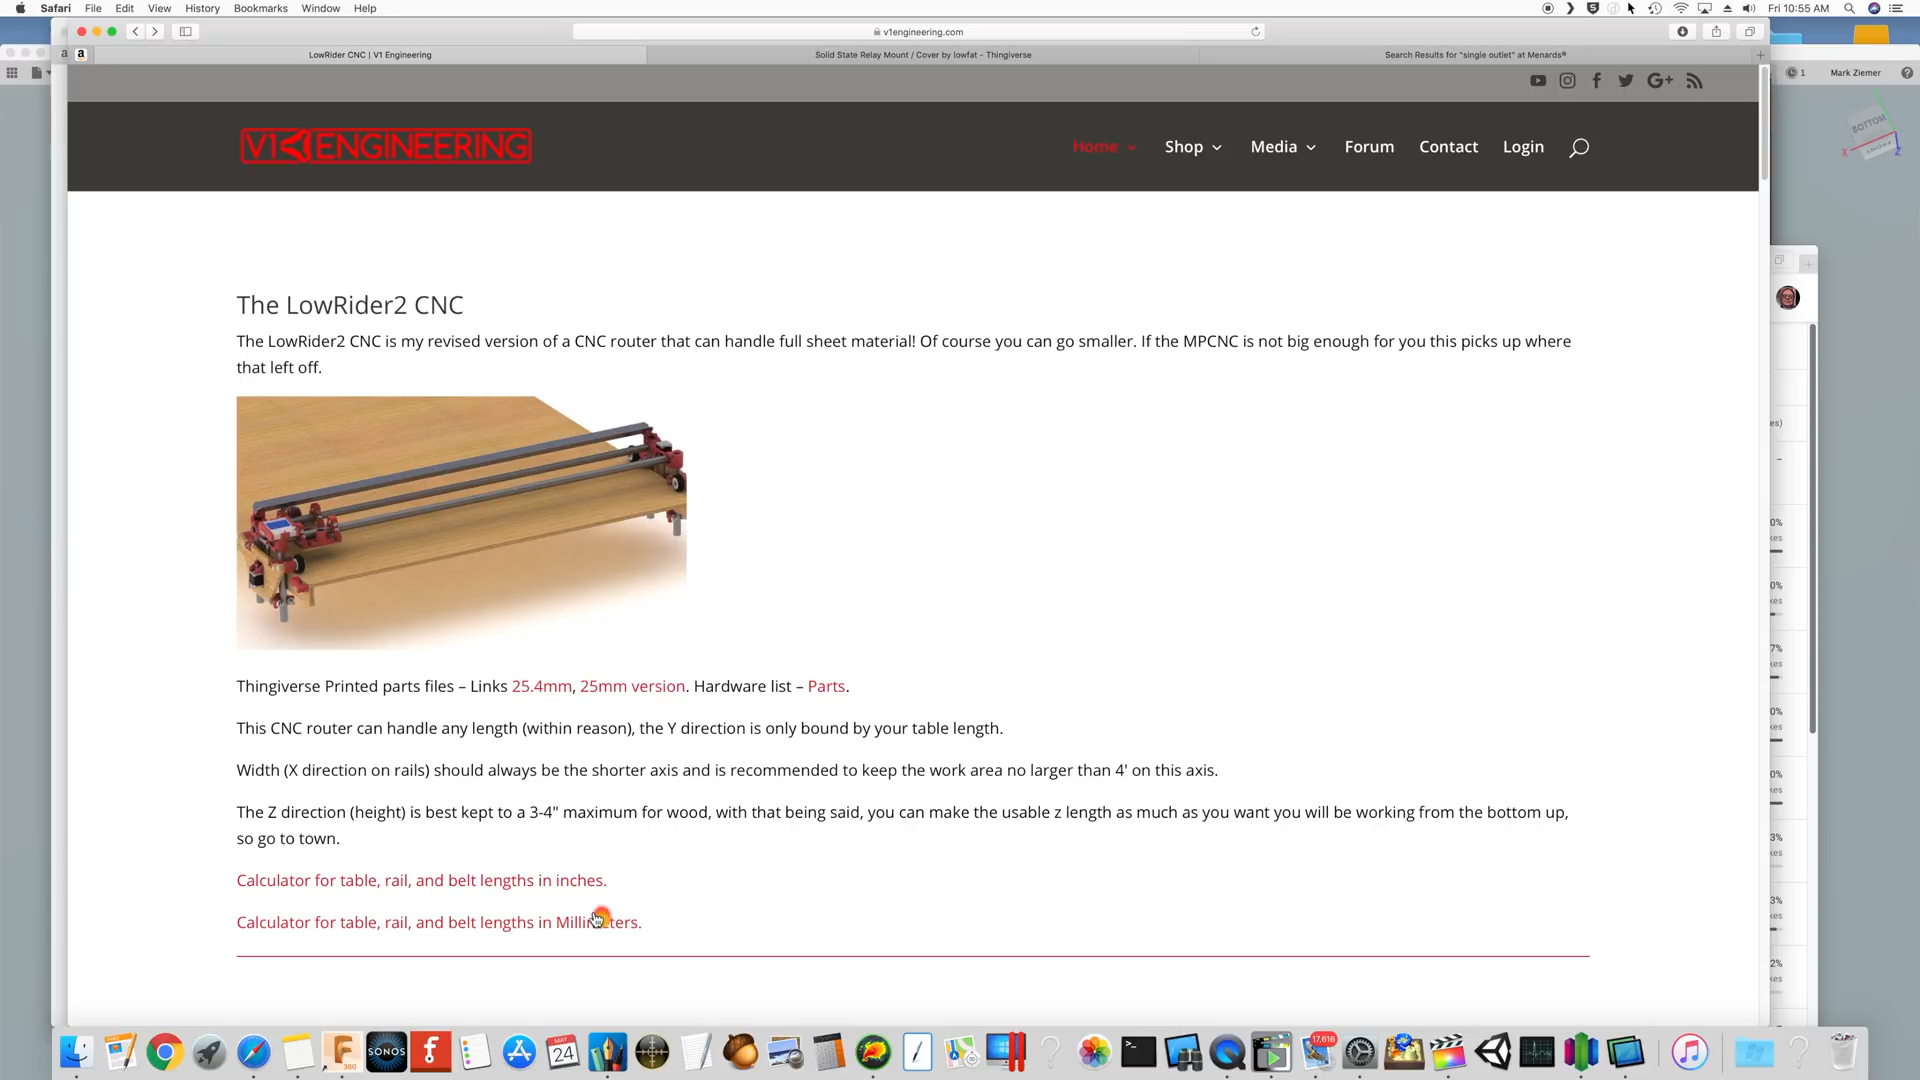 Safari File Edit View History Bookmarks Window Help
Fri 10:55 AM
v1engineering.com
LowRider CNC | V1 Engineering
Solid State Relay Mount / Cover by lowfat - Thingiverse
Search Results for "single outlet" at Menards®
1 Mark Ziemer
BOTTOM
X
Z
V1 ENGINEERING
Home Shop Media Forum Contact Login
The LowRider2 CNC
The LowRider2 CNC is my revised version of a CNC router that can handle full sheet material! Of course you can go smaller. If the MPCNC is not big enough for you this picks up where
that left off.
Thingiverse Printed parts files – Links 25.4mm, 25mm version. Hardware list – Parts.
This CNC router can handle any length (within reason), the Y direction is only bound by your table length.
Width (X direction on rails) should always be the shorter axis and is recommended to keep the work area no larger than 4' on this axis.
The Z direction (height) is best kept to a 3-4" maximum for wood, with that being said, you can make the usable z length as much as you want you will be working from the bottom up,
so go to town.
Calculator for table, rail, and belt lengths in inches.
Calculator for table, rail, and belt lengths in Millimeters.
SONOS
MAY
24
360
17,616